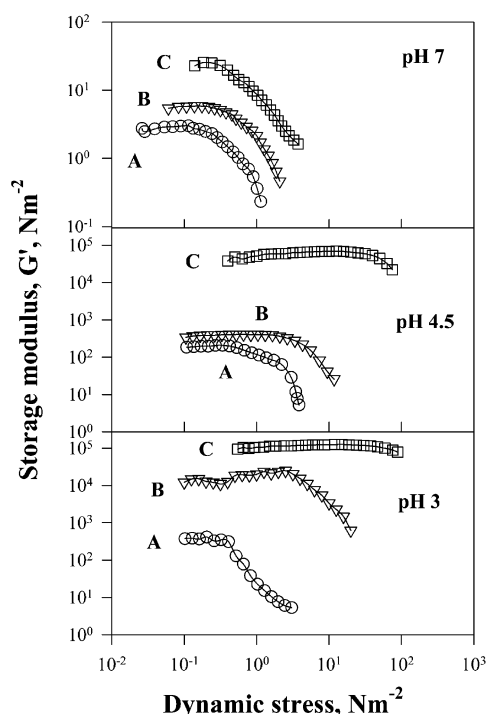 Storage modulus, G', Nm⁻²
10²
10¹
10⁰
10⁻¹
C
B
A
pH 7
10⁵
10⁴
10³
10²
10¹
10⁰
C
B
A
pH 4.5
10⁵
10⁴
10³
10²
10¹
10⁰
C
B
A
pH 3
10⁻² 10⁻¹ 10⁰ 10¹ 10² 10³
Dynamic stress, Nm⁻²